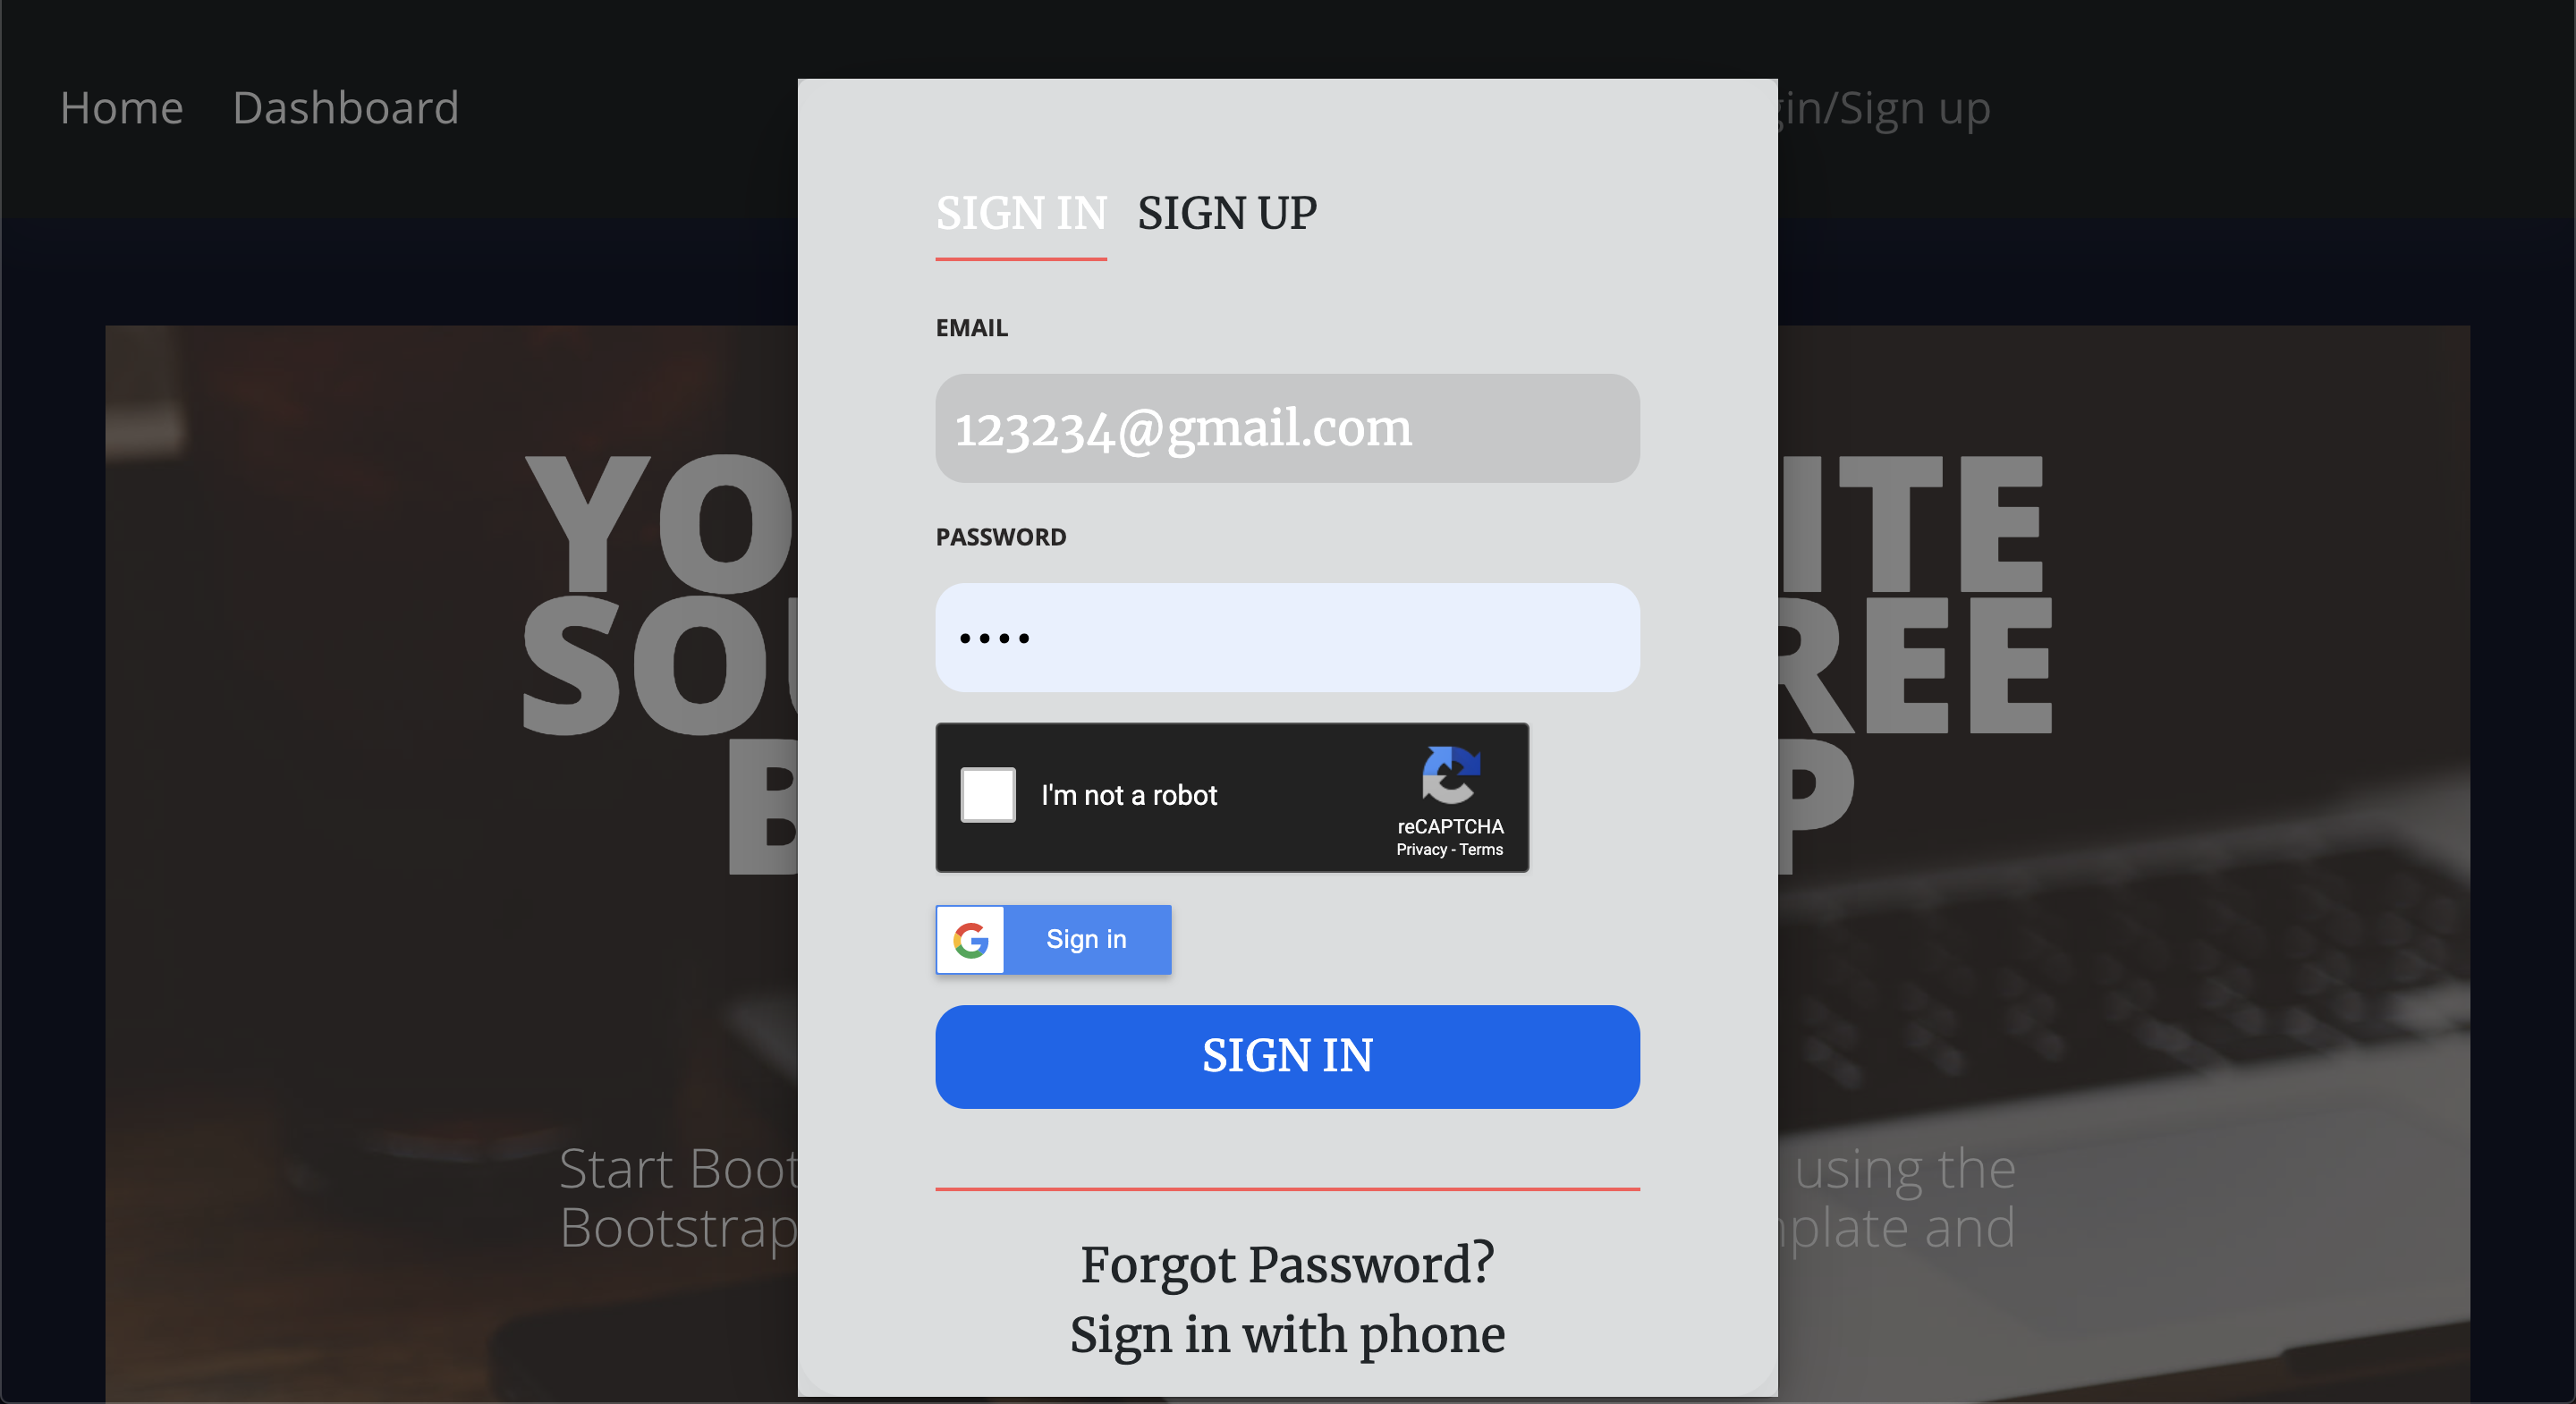 Home Dashboard gin/Sign up
SIGN IN SIGN UP
EMAIL
123234@gmail.com
PASSWORD
I'm not a robot
reCAPTCHA
Privacy - Terms
Sign in
SIGN IN
Forgot Password?
Sign in with phone
YO ITE
SOU REE
B P
Start Boot using the
Bootstrap plate and